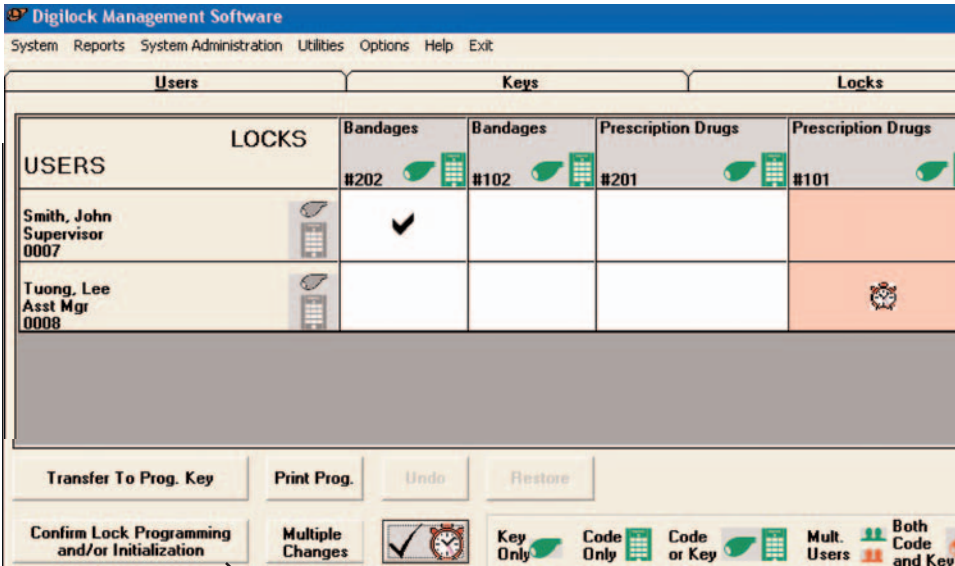 Digilock Management Software
System Reports System Administration Utilities Options Help Exit
Users Keys Locks
LOCKS
USERS
Bandages
#202
Bandages
#102
Prescription Drugs
#201
Prescription Drugs
#101
Smith, John
Supervisor
0007
Tuong, Lee
Asst Mgr
0008
Transfer To Prog. Key Print Prog. Undo Restore
Confirm Lock Programming
and/or Initialization
Multiple
Changes
Key
Only
Code
Only
Code
or Key
Mult.
Users
Both
Code
and Key